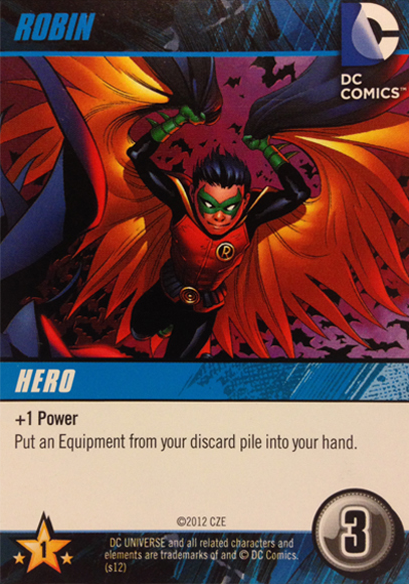 ROBIN
DC
COMICS™
R
HERO
+1 Power
Put an Equipment from your discard pile into your hand.
©2012 CZE
1
DC UNIVERSE and all related characters and
elements are trademarks of and © DC Comics.
(s12)
3